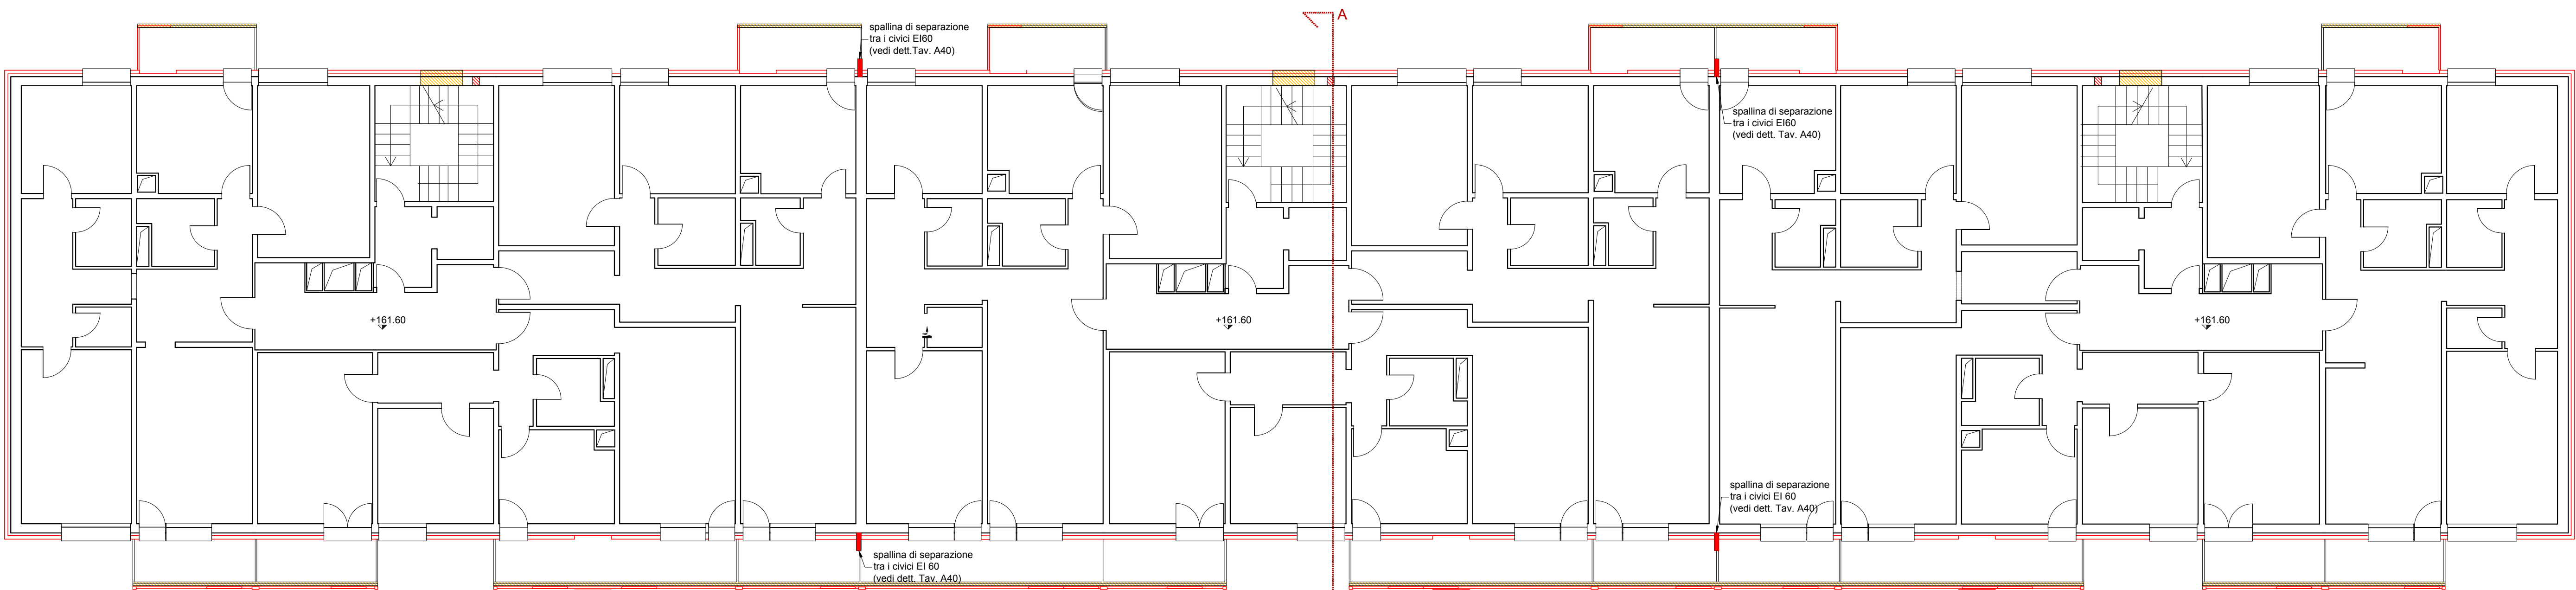 spallina di separazione
tra i civici EI60
(vedi dett.Tav. A40)
A
spallina di separazione
tra i civici EI60
(vedi dett. Tav. A40)
+161.60
+161.60
+161.60
spallina di separazione
tra i civici EI 60
(vedi dett. Tav. A40)
spallina di separazione
tra i civici EI 60
(vedi dett. Tav. A40)